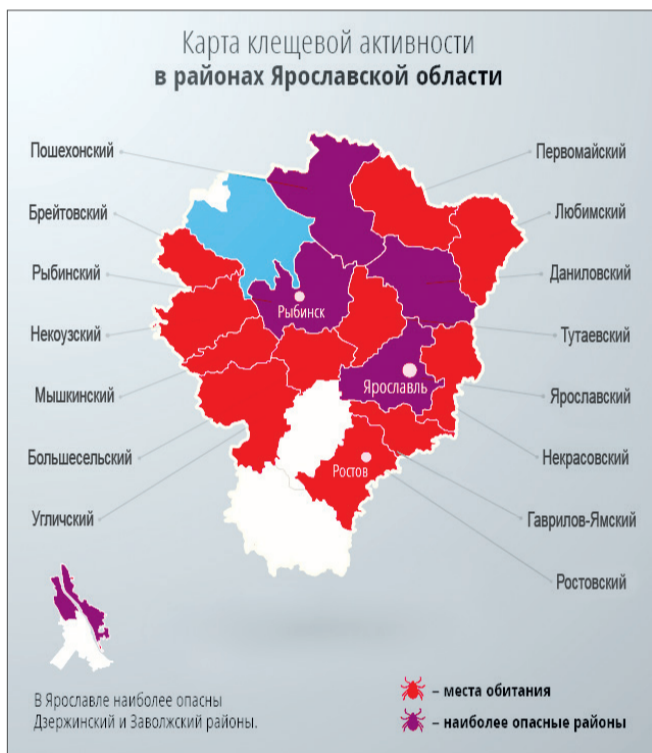 Карта клещевой активности
в районах Ярославской области
Пошехонский
Брейтовский
Рыбинский
Некоузский
Мышкинский
Большесельский
Угличский
Первомайский
Любимский
Даниловский
Тутаевский
Ярославский
Некрасовский
Гаврилов-Ямский
Ростовский
Рыбинск
Ярославль
Ростов
В Ярославле наиболее опасны
Дзержинский и Заволжский районы.
– места обитания
– наиболее опасные районы